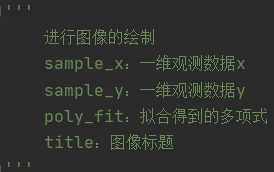 '''
进行图像的绘制
sample_x：一维观测数据x
sample_y：一维观测数据y
poly_fit：拟合得到的多项式
title：图像标题
'''